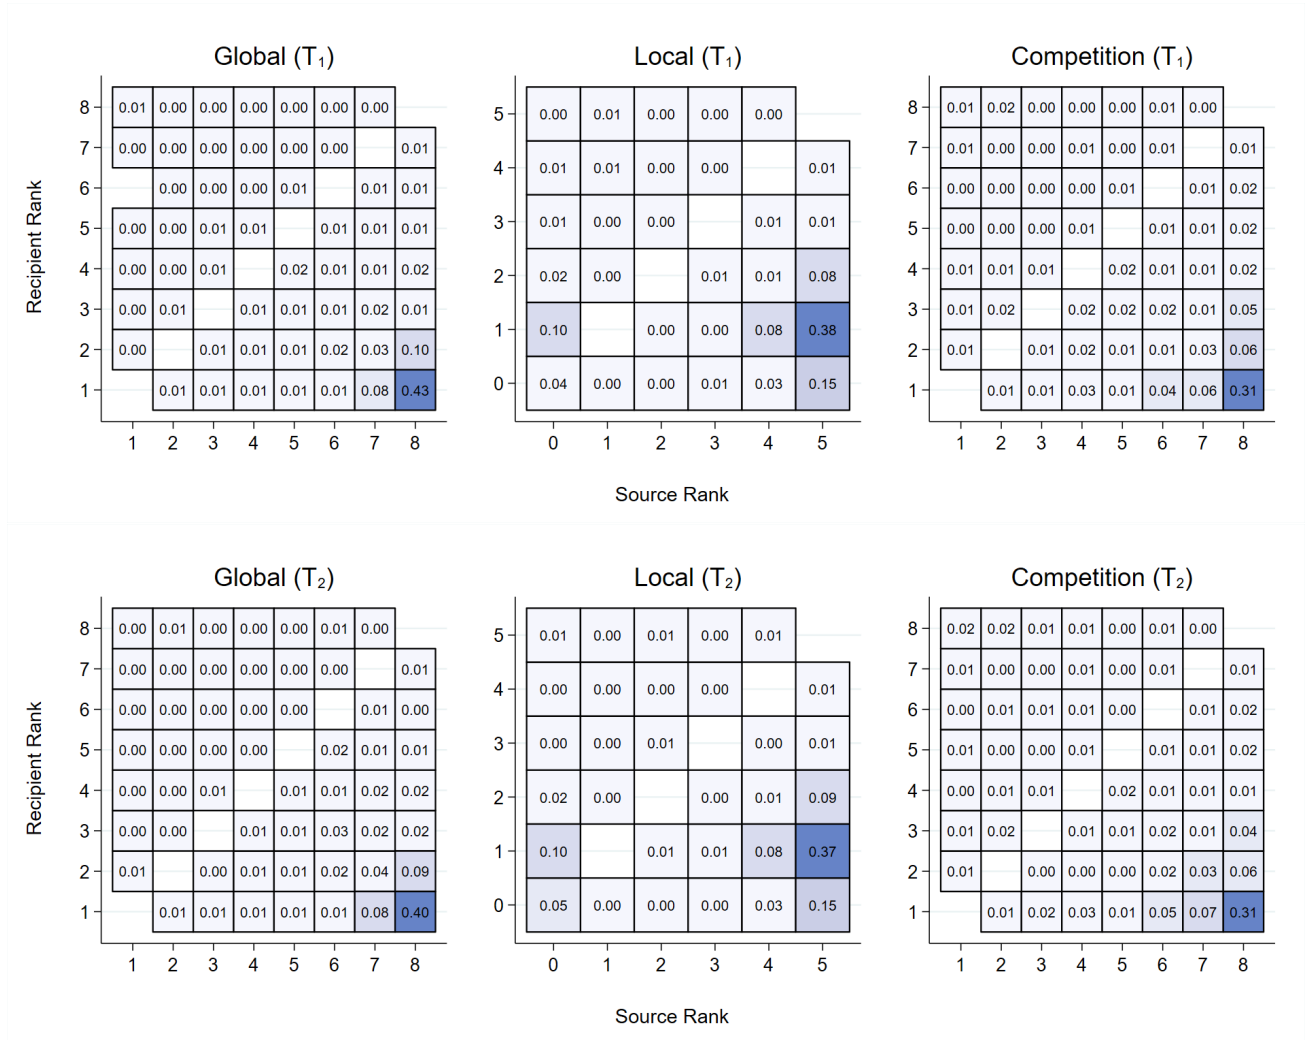 Global (T₁) Local (T₁) Competition (T₁)
8 0.01 0.00 0.00 0.00 0.00 0.00 0.00
7 0.00 0.00 0.00 0.00 0.00 0.00 0.01
6 0.00 0.00 0.00 0.01 0.01 0.01
5 0.00 0.00 0.01 0.01 0.01 0.01 0.01
4 0.00 0.00 0.01 0.02 0.01 0.01 0.02
3 0.00 0.01 0.01 0.01 0.01 0.02 0.01
2 0.00 0.01 0.01 0.01 0.02 0.03 0.10
1 0.01 0.01 0.01 0.01 0.01 0.08 0.43
1 2 3 4 5 6 7 8
Recipient Rank
5 0.00 0.01 0.00 0.00 0.00
4 0.01 0.01 0.00 0.00 0.01
3 0.01 0.00 0.00 0.01 0.01
2 0.02 0.00 0.01 0.01 0.08
1 0.10 0.00 0.00 0.08 0.38
0 0.04 0.00 0.00 0.01 0.03 0.15
0 1 2 3 4 5
8 0.01 0.02 0.00 0.00 0.00 0.01 0.00
7 0.01 0.00 0.00 0.00 0.00 0.01 0.01
6 0.00 0.00 0.00 0.00 0.01 0.01 0.02
5 0.00 0.00 0.00 0.01 0.01 0.01 0.02
4 0.01 0.01 0.01 0.02 0.01 0.01 0.02
3 0.01 0.02 0.02 0.02 0.02 0.01 0.05
2 0.01 0.01 0.02 0.01 0.01 0.03 0.06
1 0.01 0.01 0.03 0.01 0.04 0.06 0.31
1 2 3 4 5 6 7 8
Source Rank
Global (T₂) Local (T₂) Competition (T₂)
8 0.00 0.01 0.00 0.00 0.00 0.01 0.00
7 0.00 0.00 0.00 0.00 0.00 0.00 0.01
6 0.00 0.00 0.00 0.00 0.00 0.01 0.00
5 0.00 0.00 0.00 0.00 0.02 0.01 0.01
4 0.00 0.00 0.01 0.01 0.01 0.02 0.02
3 0.00 0.00 0.01 0.01 0.03 0.02 0.02
2 0.01 0.00 0.01 0.01 0.02 0.04 0.09
1 0.01 0.01 0.01 0.01 0.01 0.08 0.40
1 2 3 4 5 6 7 8
Recipient Rank
5 0.01 0.00 0.01 0.00 0.01
4 0.00 0.00 0.00 0.00 0.01
3 0.00 0.00 0.01 0.00 0.01
2 0.02 0.00 0.00 0.01 0.09
1 0.10 0.01 0.01 0.08 0.37
0 0.05 0.00 0.00 0.00 0.03 0.15
0 1 2 3 4 5
8 0.02 0.02 0.01 0.01 0.00 0.01 0.00
7 0.01 0.00 0.00 0.01 0.00 0.01 0.01
6 0.00 0.01 0.01 0.01 0.00 0.01 0.02
5 0.01 0.00 0.00 0.01 0.01 0.01 0.02
4 0.00 0.01 0.01 0.02 0.01 0.01 0.01
3 0.01 0.02 0.01 0.01 0.02 0.01 0.04
2 0.01 0.00 0.00 0.00 0.02 0.03 0.06
1 0.01 0.02 0.03 0.01 0.05 0.07 0.31
1 2 3 4 5 6 7 8
Source Rank